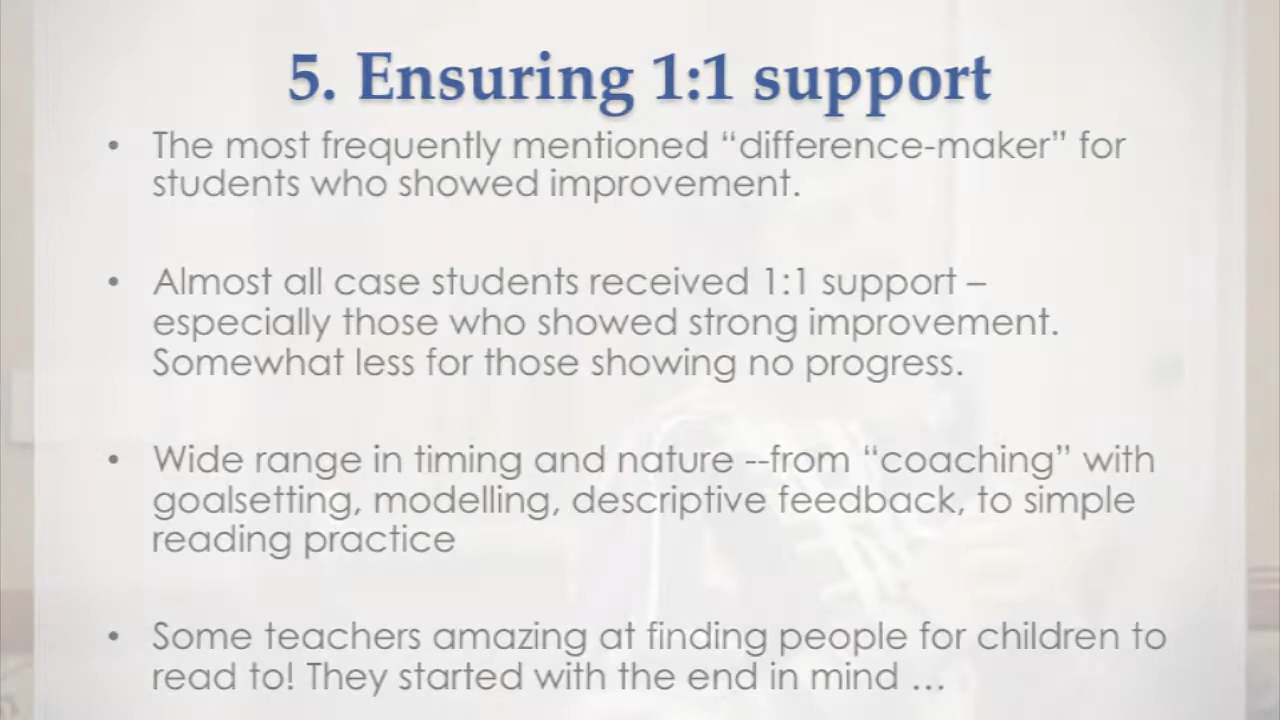 5. Ensuring 1:1 support
• The most frequently mentioned “difference-maker” for
students who showed improvement.
• Almost all case students received 1:1 support –
especially those who showed strong improvement.
Somewhat less for those showing no progress.
• Wide range in timing and nature --from “coaching” with
goalsetting, modelling, descriptive feedback, to simple
reading practice
• Some teachers amazing at finding people for children to
read to! They started with the end in mind …